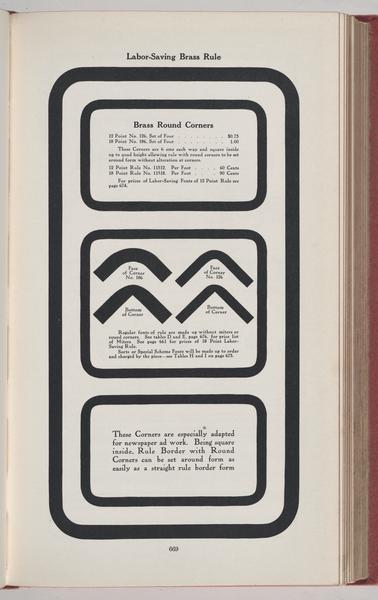 Labor-Saving Brass Rule
Brass Round Corners
12 Point No. 126, Set of Four . . . . . . . . $0.75
18 Point No. 186, Set of Four . . . . . . . . 1.00
These Corners are 6 ems each way and square inside
up to quad height allowing rule with round corners to be set
around form without alteration at corners.
12 Point Rule No. 11512. Per Foot . . . . . 60 Cents
18 Point Rule No. 11518. Per Foot . . . . . 90 Cents
For prices of Labor-Saving Fonts of 12 Point Rule see
page 674.
Face
of Corner
No. 186
Face
of Corner
No. 126
Bottom
of Corner
Bottom
of Corner
Regular fonts of rule are made up without miters or
round corners. See tables D and E, page 674, for price list
of Miters. See page 661 for prices of 18 Point Labor-
Saving Rule.
Sorts or Special Scheme Fonts will be made up to order
and charged by the piece—see Tables H and I on page 675.
These Corners are especially adapted
for newspaper ad work. Being square
inside, Rule Border with Round
Corners can be set around form as
easily as a straight rule border form
669